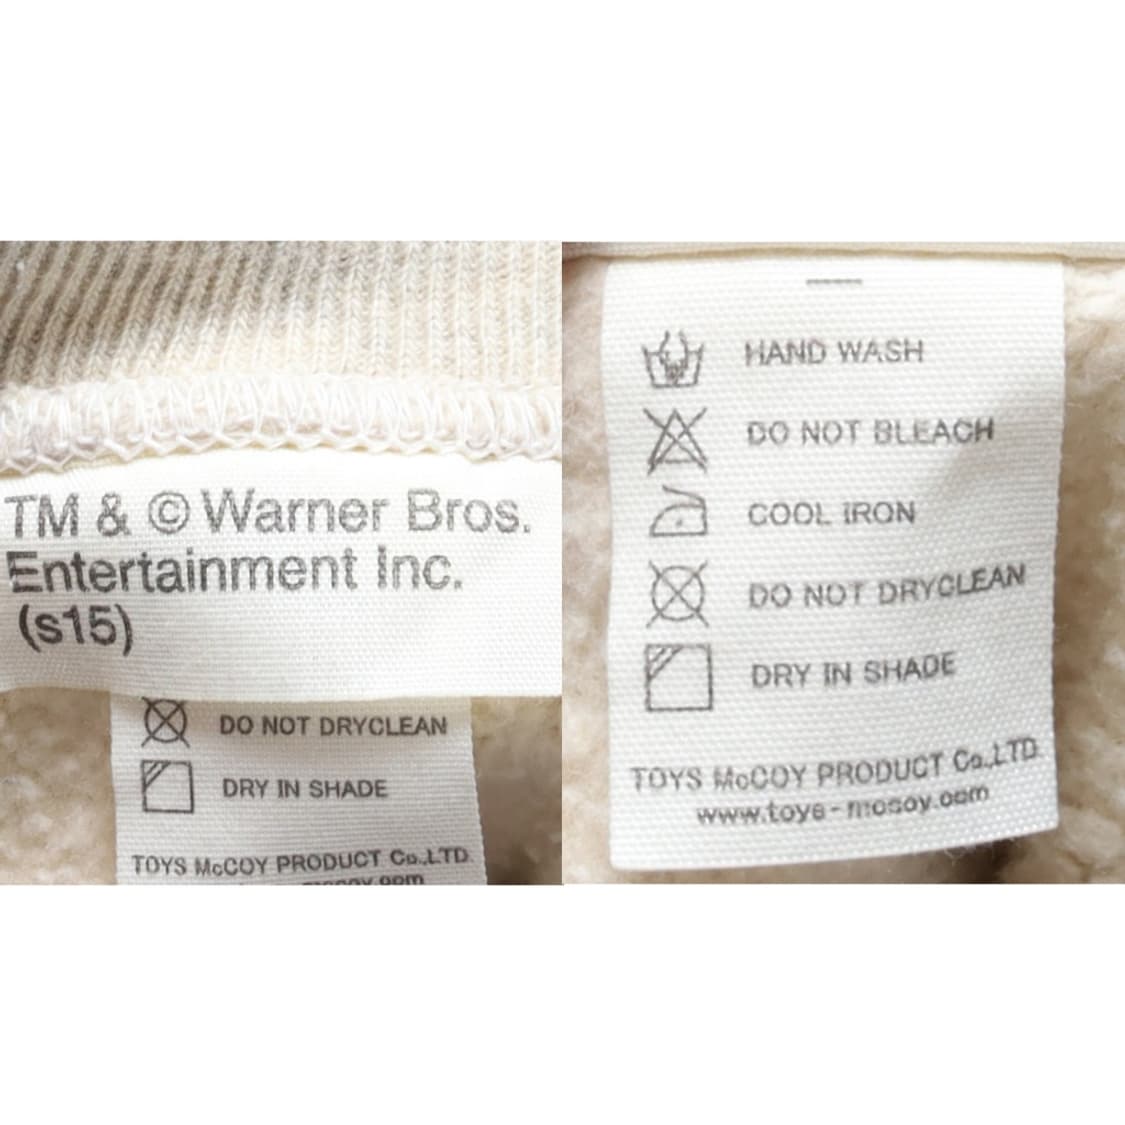 TM & © Warner Bros.
Entertainment Inc.
(s15)
DO NOT DRYCLEAN
DRY IN SHADE
TOYS McCOY PRODUCT Co.,LTD
HAND WASH
DO NOT BLEACH
COOL IRON
DO NOT DRYCLEAN
DRY IN SHADE
TOYS McCOY PRODUCT Co.,LTD.
www.toys-mccoy.com